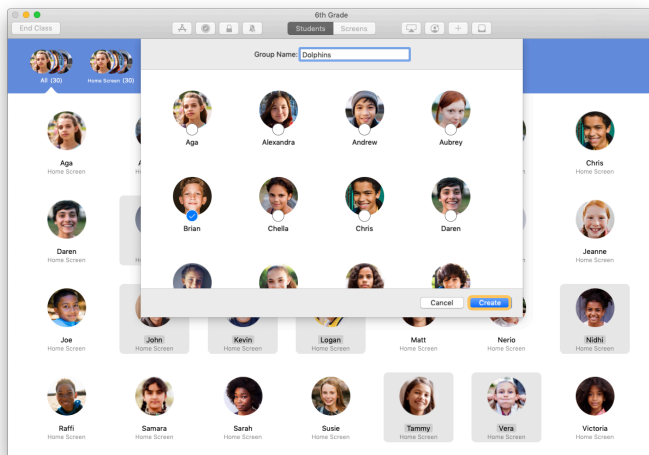 6th Grade
End Class
Students Screens
All (30) Home Screen (30)
Group Name: Dolphins
Aga Alexandra Andrew Aubrey
Brian Chella Chris Daren
Cancel Create
Aga Chris
Home Screen Home Screen
Daren Jeanne
Home Screen Home Screen
Joe John Kevin Logan Matt Nerio Nidhi
Home Screen Home Screen Home Screen Home Screen Home Screen Home Screen Home Screen
Raffi Samara Sarah Susie Tammy Vera Victoria
Home Screen Home Screen Home Screen Home Screen Home Screen Home Screen Home Screen